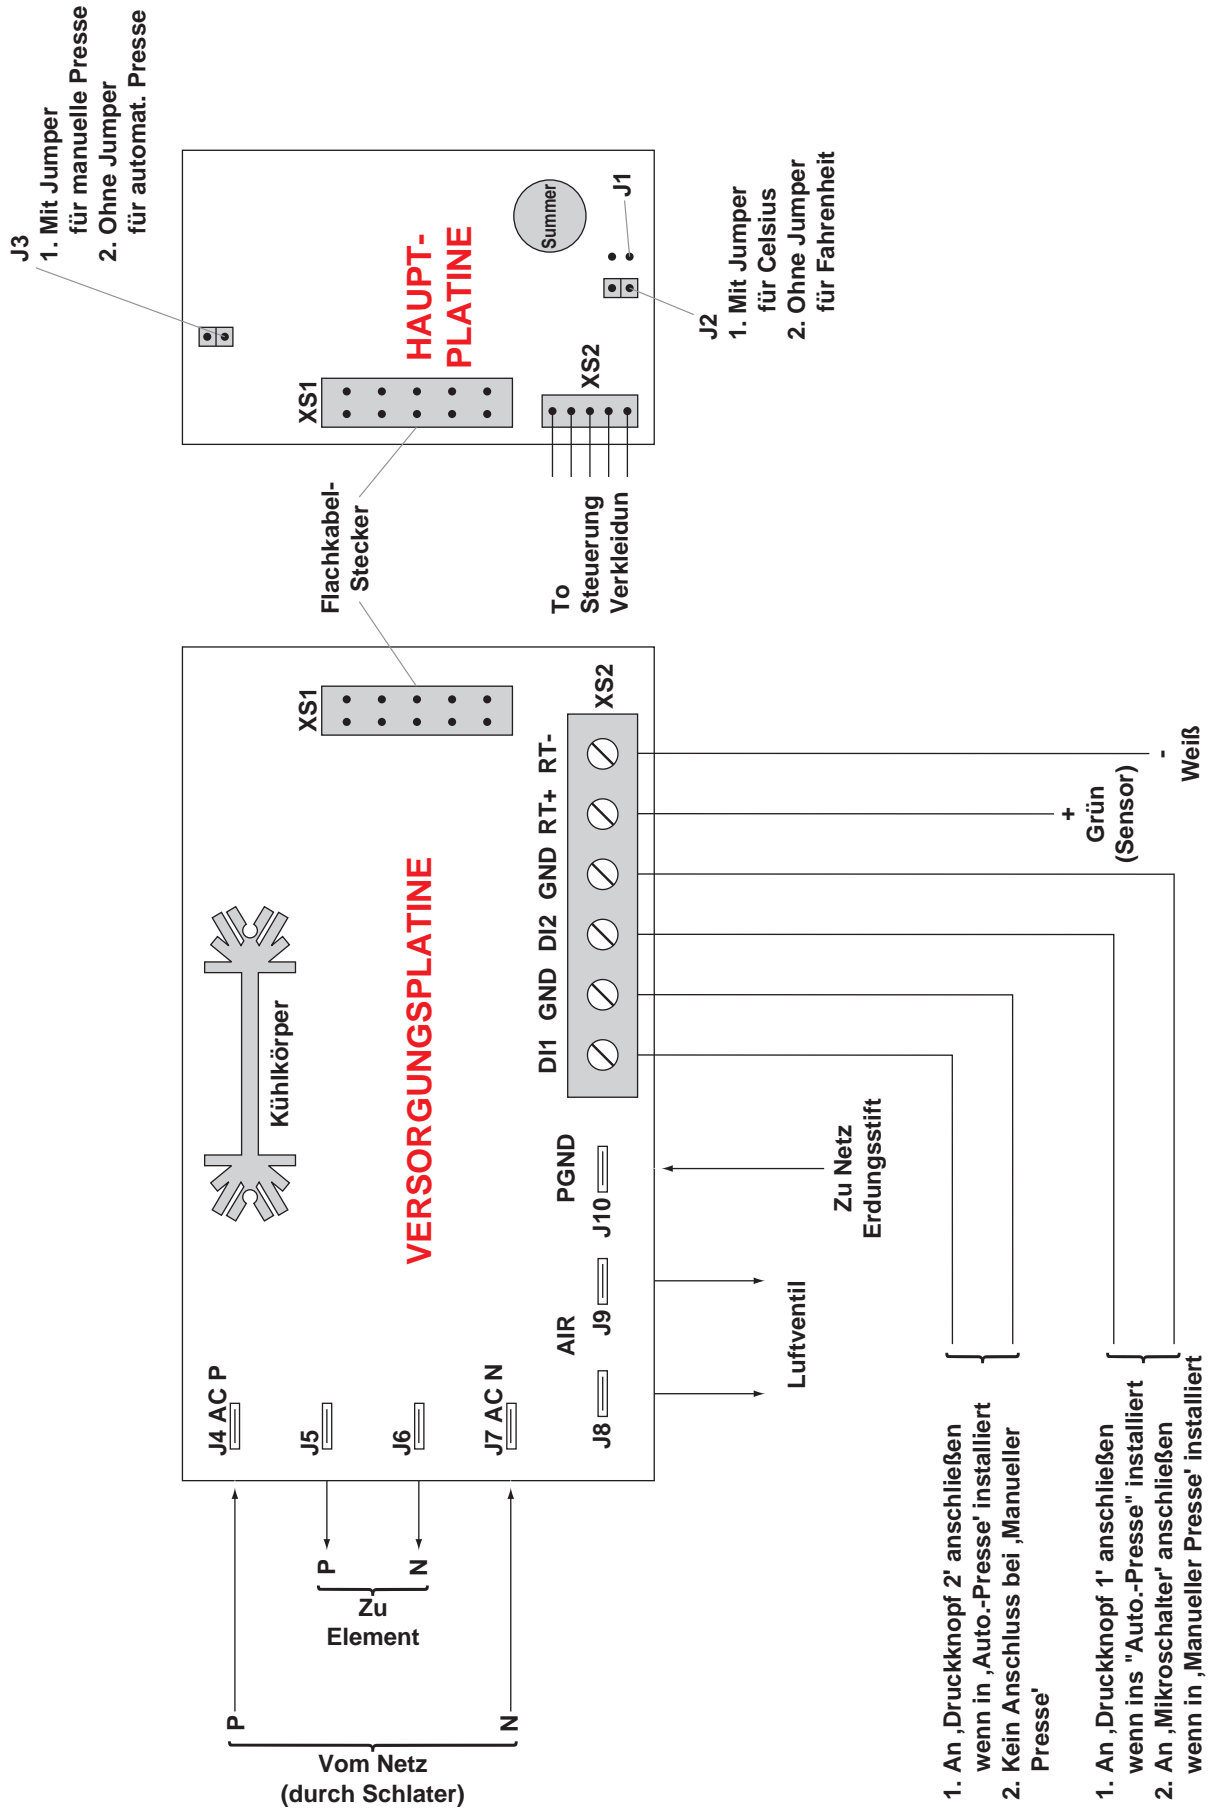 J3
1. Mit Jumper
für manuelle Presse
2. Ohne Jumper
für automat. Presse
HAUPT-
PLATINE
Summer
J1
XS1
XS2
J2
1. Mit Jumper
für Celsius
2. Ohne Jumper
für Fahrenheit
Flachkabel-
Stecker
To
Steuerung
Verkleidun
Kühlkörper
VERSORGUNGSPLATINE
XS1
XS2
DI1
GND
DI2
GND
RT+
RT-
J4 AC P
J5
J6
J7 AC N
J8
AIR
J9
J10
PGND
P
N
Zu
Element
P
N
Vom Netz
(durch Schlater)
Luftventil
Zu Netz
Erdungsstift
+
Grün
(Sensor)
-
Weiß
1. An ‚Druckknopf 2' anschließen
wenn in ‚Auto.-Presse' installiert
2. Kein Anschluss bei ‚Manueller
Presse'
1. An ‚Druckknopf 1' anschließen
wenn ins "Auto.-Presse" installiert
2. An ‚Mikroschalter' anschließen
wenn in ‚Manueller Presse' installiert